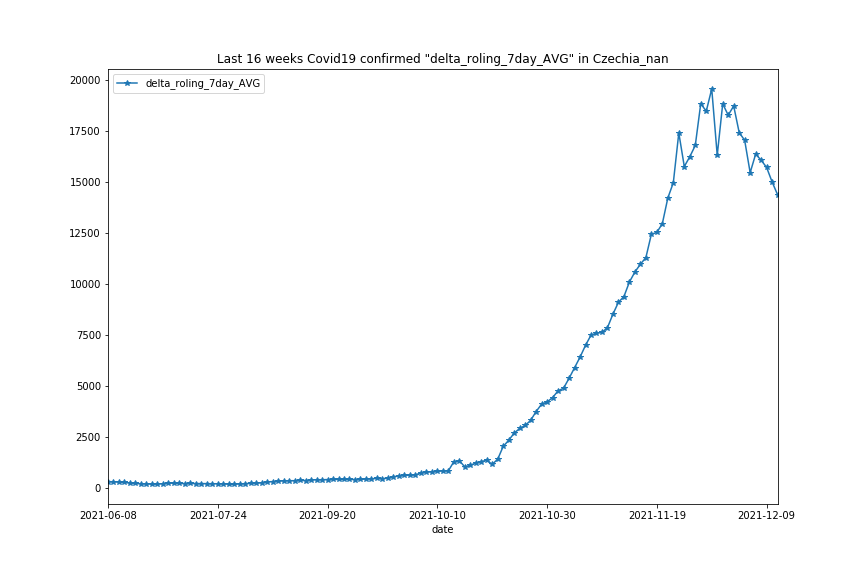 Last 16 weeks Covid19 confirmed "delta_roling_7day_AVG" in Czechia_nan
delta_roling_7day_AVG
20000
17500
15000
12500
10000
7500
5000
2500
0
2021-06-08 2021-07-24 2021-09-20 2021-10-10 2021-10-30 2021-11-19 2021-12-09
date